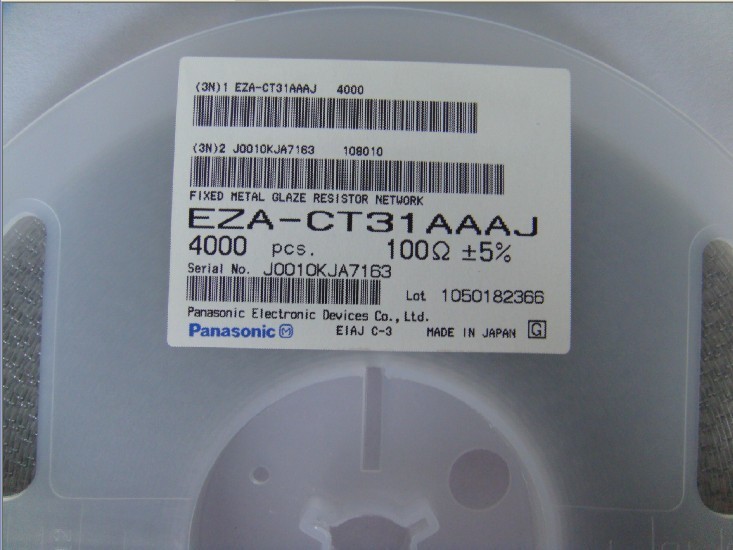 (3N)1 EZA-CT31AAAJ 4000
(3N)2 J0010KJA7163 108010
FIXED METAL GLAZE RESISTOR NETWORK
EZA-CT31AAAJ
4000 pcs. 100Ω ±5%
Serial No. J0010KJA7163
Lot 1050182366
Panasonic Electronic Devices Co., Ltd.
Panasonic M EIAJ C-3 MADE IN JAPAN G